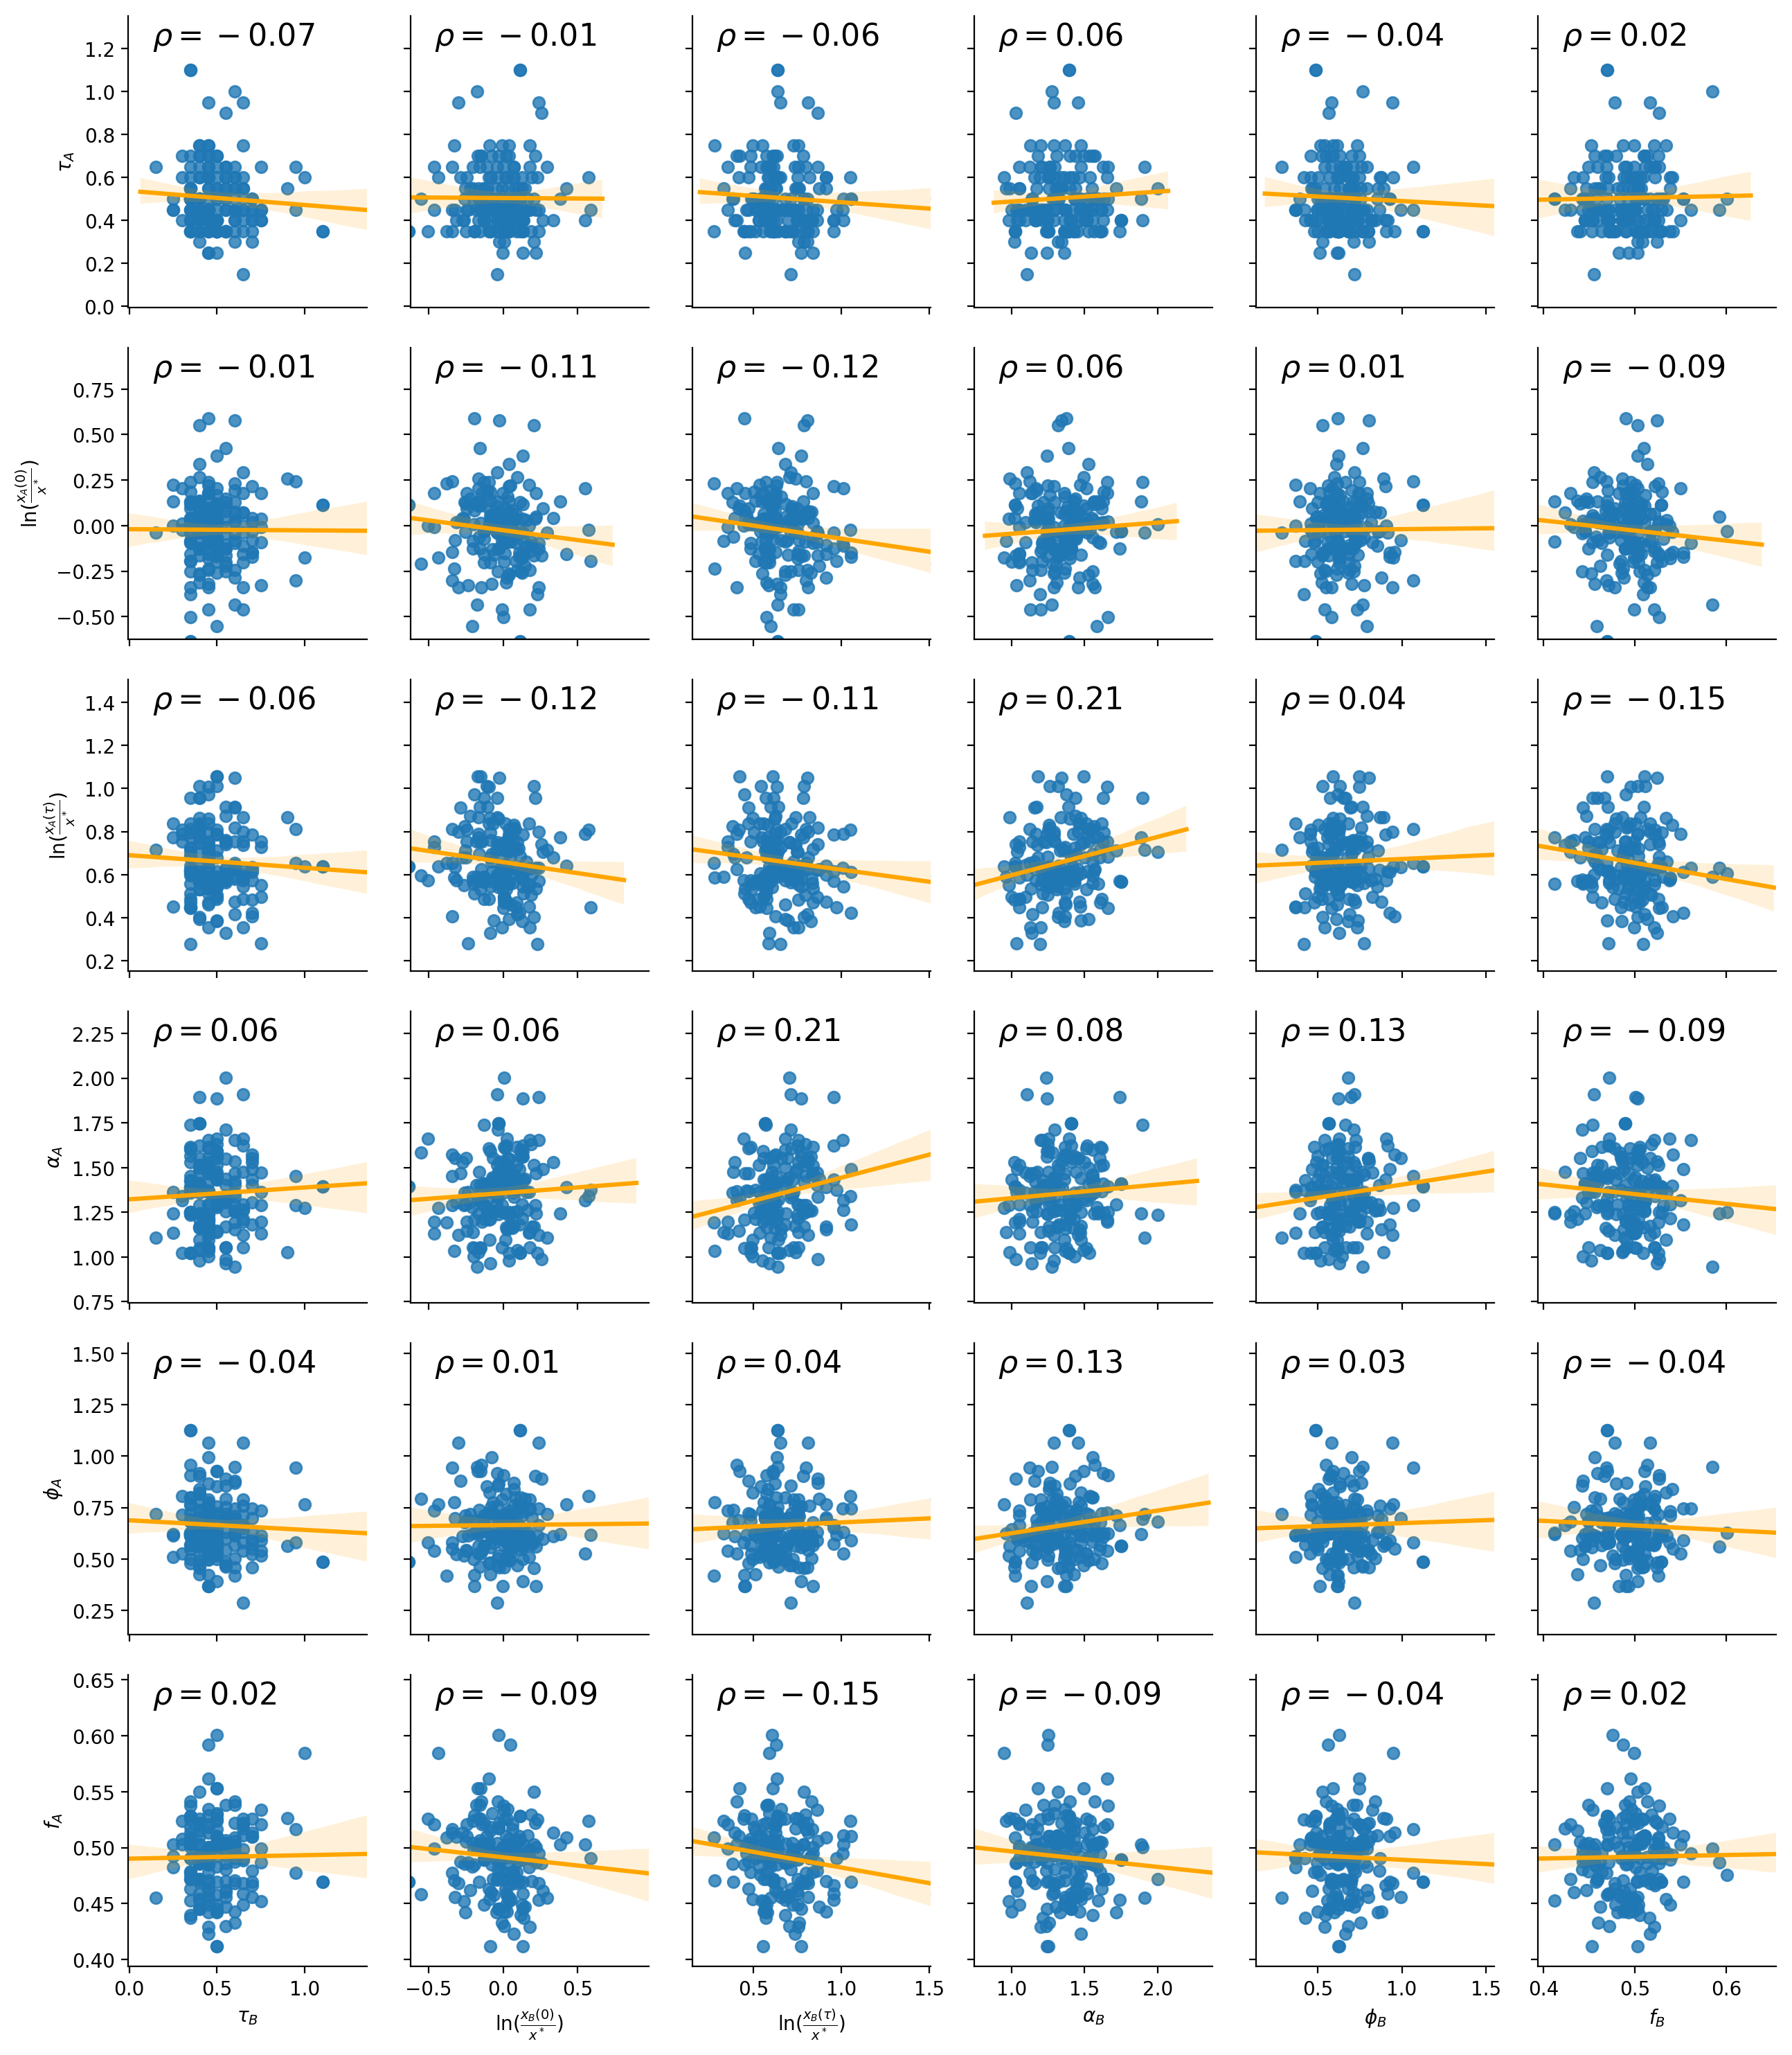 ρ = −0.07 ρ = −0.01 ρ = −0.06 ρ = 0.06 ρ = −0.04 ρ = 0.02
1.2
1.0
0.8
τ_A
0.6
0.4
0.2
0.0
ρ = −0.01 ρ = −0.11 ρ = −0.12 ρ = 0.06 ρ = 0.01 ρ = −0.09
0.75
0.50
0.25
ln(x_A(0)/x*)
0.00
−0.25
−0.50
ρ = −0.06 ρ = −0.12 ρ = −0.11 ρ = 0.21 ρ = 0.04 ρ = −0.15
1.4
1.2
1.0
0.8
ln(x_A(τ)/x*)
0.6
0.4
0.2
ρ = 0.06 ρ = 0.06 ρ = 0.21 ρ = 0.08 ρ = 0.13 ρ = −0.09
2.25
2.00
1.75
1.50
α_A
1.25
1.00
0.75
ρ = −0.04 ρ = 0.01 ρ = 0.04 ρ = 0.13 ρ = 0.03 ρ = −0.04
1.50
1.25
1.00
ϕ_A
0.75
0.50
0.25
ρ = 0.02 ρ = −0.09 ρ = −0.15 ρ = −0.09 ρ = −0.04 ρ = 0.02
0.65
0.60
0.55
f_A
0.50
0.45
0.40
0.0 0.5 1.0 −0.5 0.0 0.5 0.5 1.0 1.5 1.0 1.5 2.0 0.5 1.0 1.5 0.4 0.5 0.6
τ_B ln(x_B(0)/x*) ln(x_B(τ)/x*) α_B ϕ_B f_B